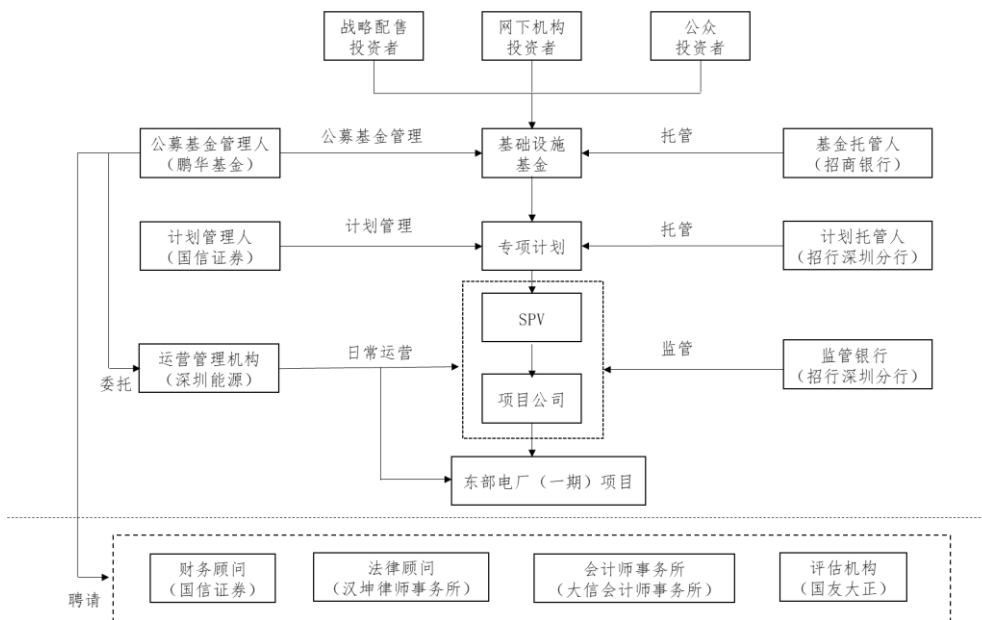 战略配售
投资者
网下机构
投资者
公众
投资者
公募基金管理人
（鹏华基金）
公募基金管理
基础设施
基金
托管
基金托管人
（招商银行）
计划管理人
（国信证券）
计划管理
专项计划
托管
计划托管人
（招行深圳分行）
SPV
运营管理机构
（深圳能源）
委托
日常运营
项目公司
监管
监管银行
（招行深圳分行）
东部电厂（一期）项目
聘请
财务顾问
（国信证券）
法律顾问
（汉坤律师事务所）
会计师事务所
（大信会计师事务所）
评估机构
（国友大正）